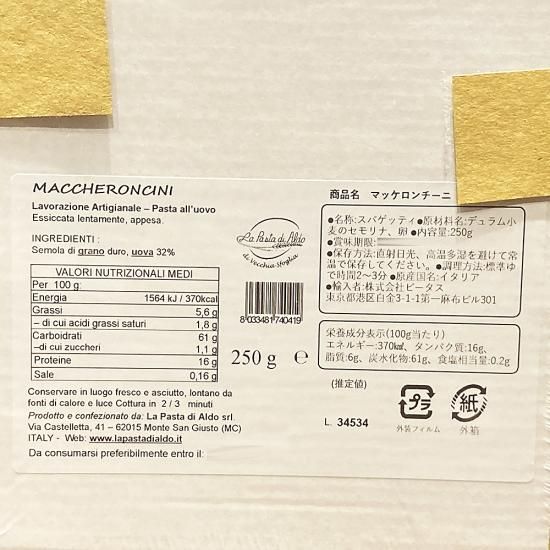 MACCHERONCINI
Lavorazione Artigianale – Pasta all'uovo
Essiccata lentamente, appesa.
INGREDIENTI :
Semola di grano duro, uova 32%
VALORI NUTRIZIONALI MEDI
Per 100 g:
Energia 1564 kJ / 370kcal
Grassi 5,6 g
– di cui acidi grassi saturi 1,8 g
Carboidrati 61 g
– di cui zuccheri 1,1 g
Proteine 16 g
Sale 0,16 g
Conservare in luogo fresco e asciutto, lontano da
fonti di calore e luce Cottura in 2 / 3 minuti
Prodotto e confezionato da: La Pasta di Aldo srl.
Via Castelletta, 41 – 62015 Monte San Giusto (MC)
ITALY - Web: www.lapastadialdo.it
Da consumarsi preferibilmente entro il:
La Pasta di Aldo
da Vecchia Sfoglia
8 033481 740419
250 g e
商品名 マッケロンチーニ
●名称:スパゲッティ●原材料名:デュラム小
麦のセモリナ、卵 ●内容量:250g
●賞味期限:
●保存方法:直射日光、高温多湿を避けて常
温で保存してください。●調理方法:標準ゆ
で時間2〜3分 ●原産国名:イタリア
●輸入者:株式会社ピータス
東京都港区白金3-1-1第一麻布ビル301
栄養成分表示(100g当たり)
エネルギー:370㎉、タンパク質:16g、
脂質:6g、炭水化物:61g、食塩相当量:0.2g
(推定値)
L. 34534
プラ
外装フィルム
紙
外箱